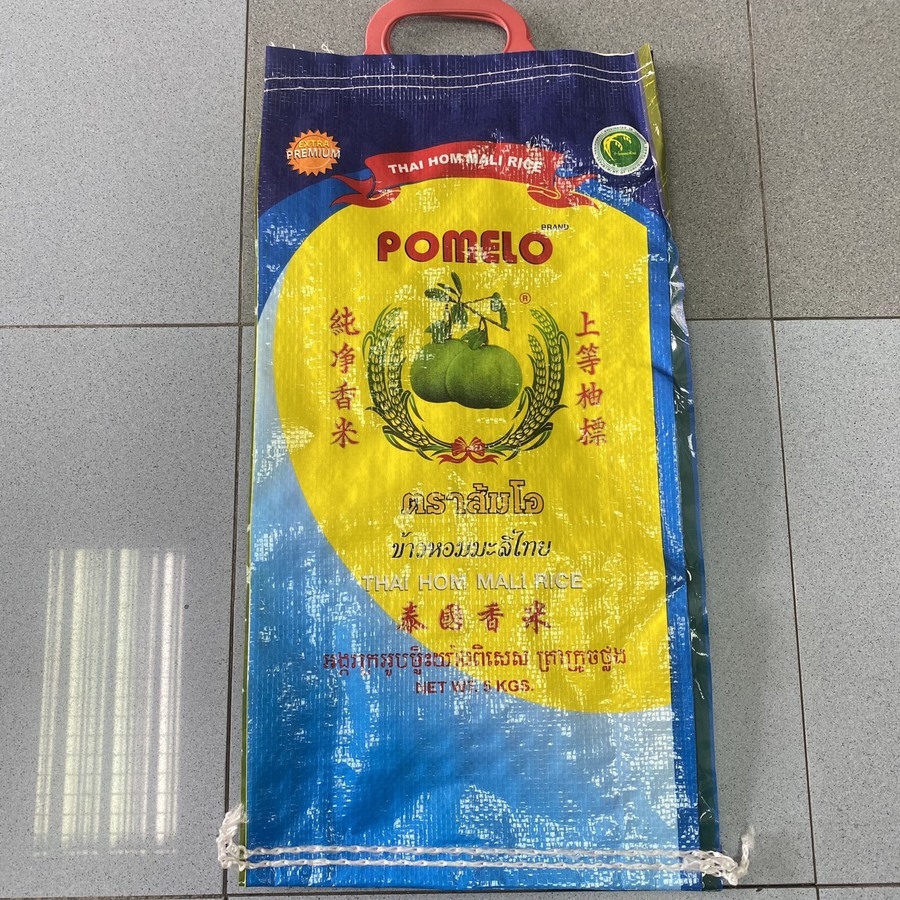 EXTRA
PREMIUM
THAI HOM MALI RICE
POMELO
BRAND
®
純净香米
上等柚標
ตราส้มโอ
ข้าวหอมมะลิไทย
THAI HOM MALI RICE
泰國香米
NET WT. 5 KGS.